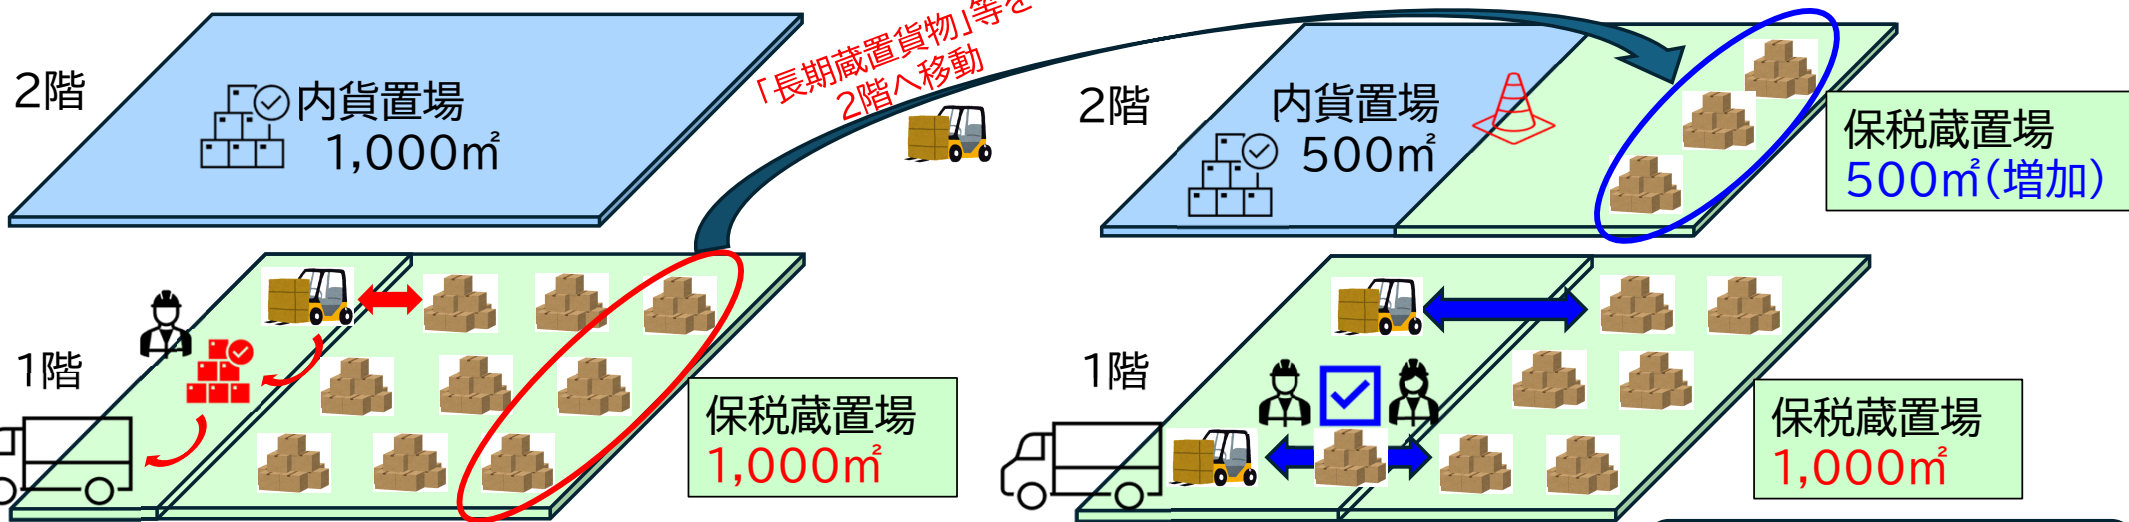 2階
内貨置場
1,000㎡
1階
保税蔵置場
1,000㎡
「長期蔵置貨物」等を
2階へ移動
2階
内貨置場
500㎡
保税蔵置場
500㎡(増加)
1階
保税蔵置場
1,000㎡